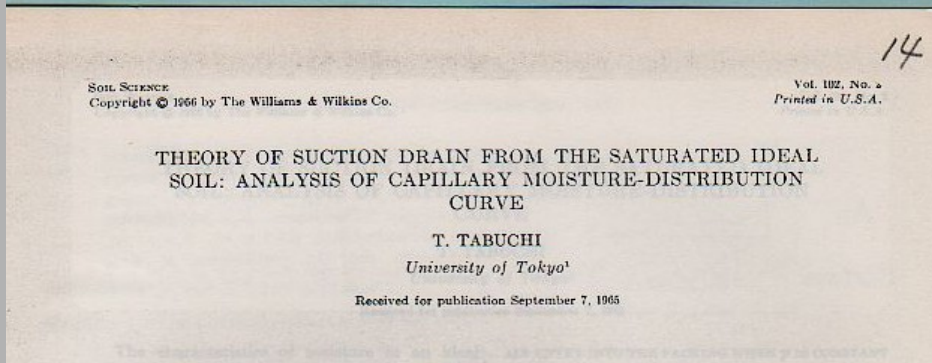 14
SOIL SCIENCE
Copyright © 1966 by The Williams & Wilkins Co.
Vol. 102, No.
Printed in U.S.A.
THEORY OF SUCTION DRAIN FROM THE SATURATED IDEAL
SOIL: ANALYSIS OF CAPILLARY MOISTURE-DISTRIBUTION
CURVE
T. TABUCHI
University of Tokyo¹
Received for publication September 7, 1965